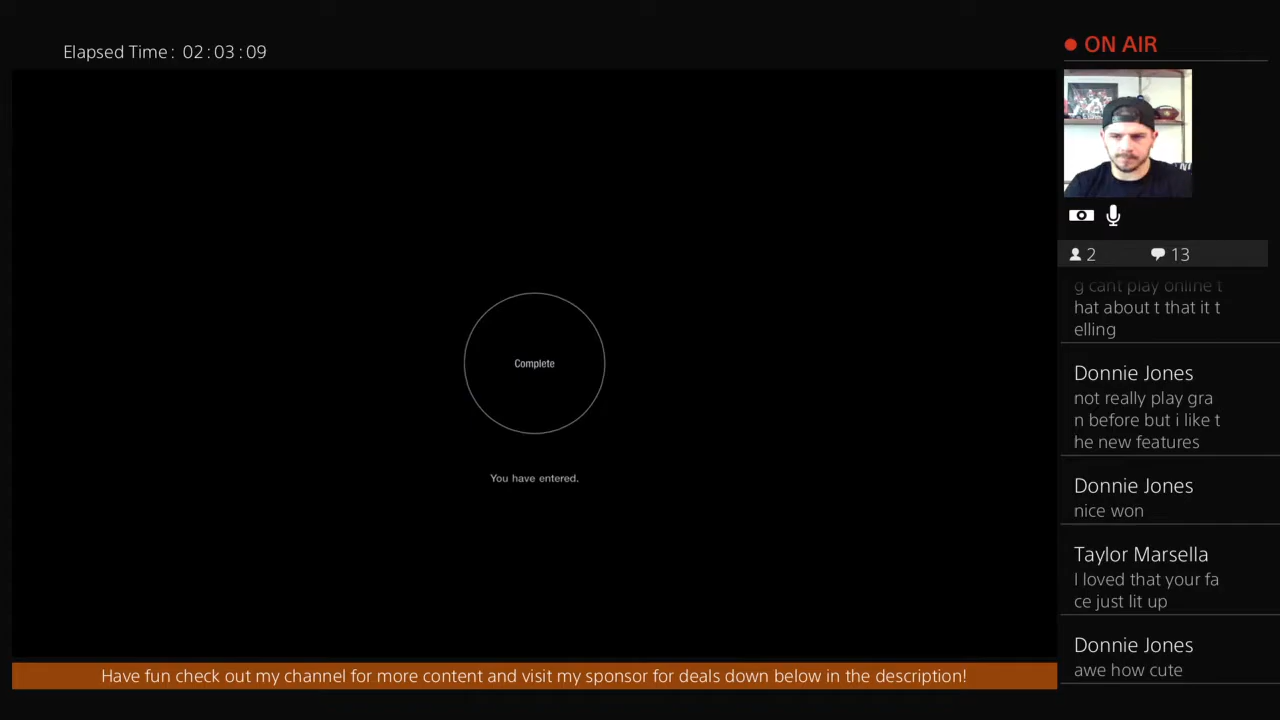 Elapsed Time: 02:03:09
ON AIR
2 13
g cant play online t
hat about t that it t
elling
Donnie Jones
not really play gra
n before but i like t
he new features
Donnie Jones
nice won
Taylor Marsella
I loved that your fa
ce just lit up
Donnie Jones
awe how cute
Complete
You have entered.
Have fun check out my channel for more content and visit my sponsor for deals down below in the description!